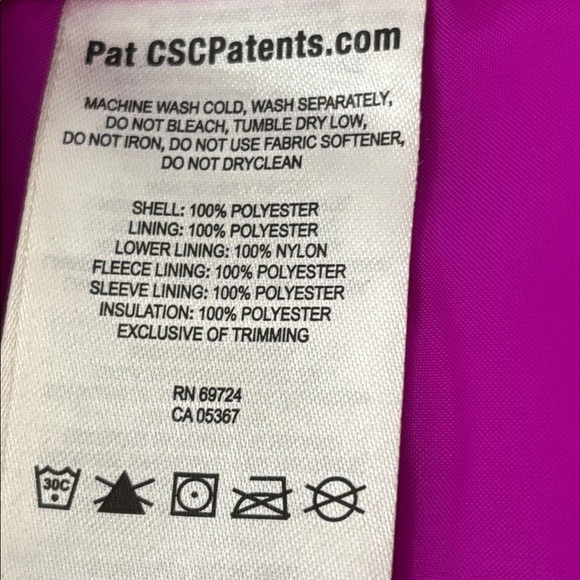 Pat CSCPatents.com
MACHINE WASH COLD, WASH SEPARATELY,
DO NOT BLEACH, TUMBLE DRY LOW,
DO NOT IRON, DO NOT USE FABRIC SOFTENER,
DO NOT DRYCLEAN
SHELL: 100% POLYESTER
LINING: 100% POLYESTER
LOWER LINING: 100% NYLON
FLEECE LINING: 100% POLYESTER
SLEEVE LINING: 100% POLYESTER
INSULATION: 100% POLYESTER
EXCLUSIVE OF TRIMMING
RN 69724
CA 05367
30C